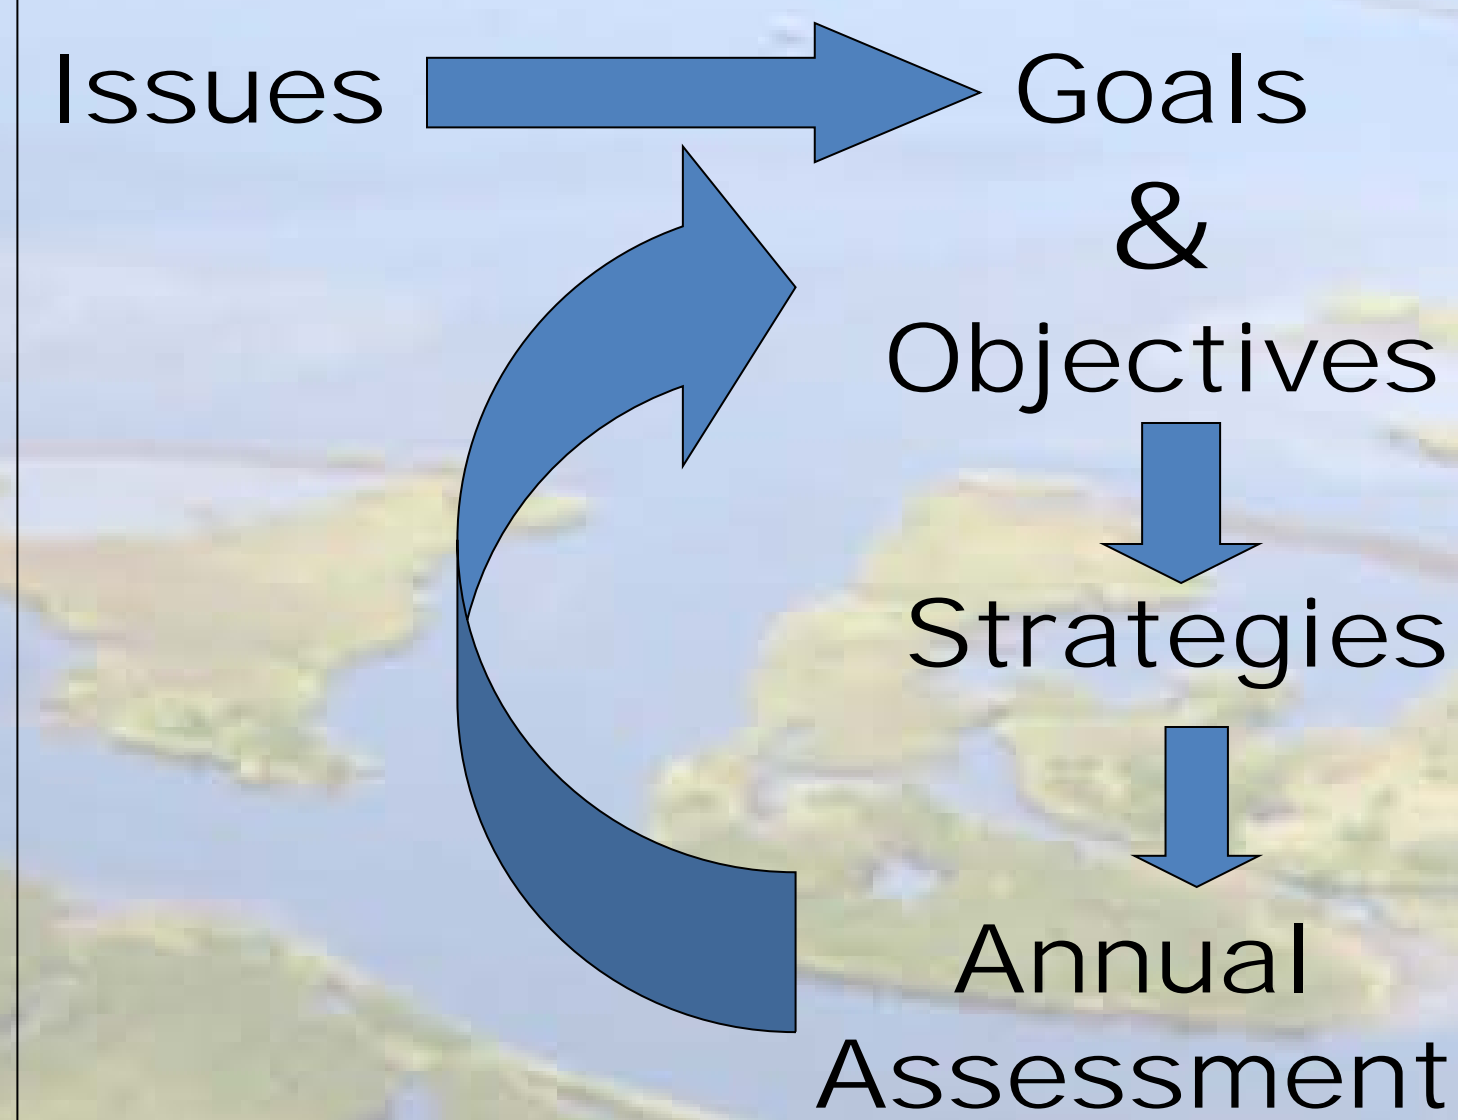 Issues
Goals
&
Objectives
Strategies
Annual
Assessment